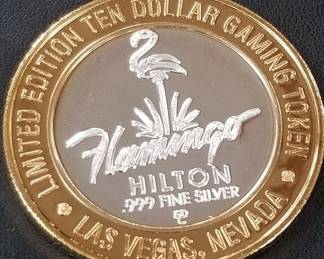 LIMITED EDITION TEN DOLLAR GAMING TOKEN
Flamingo
HILTON
.999 FINE SILVER
• LAS VEGAS, NEVADA •